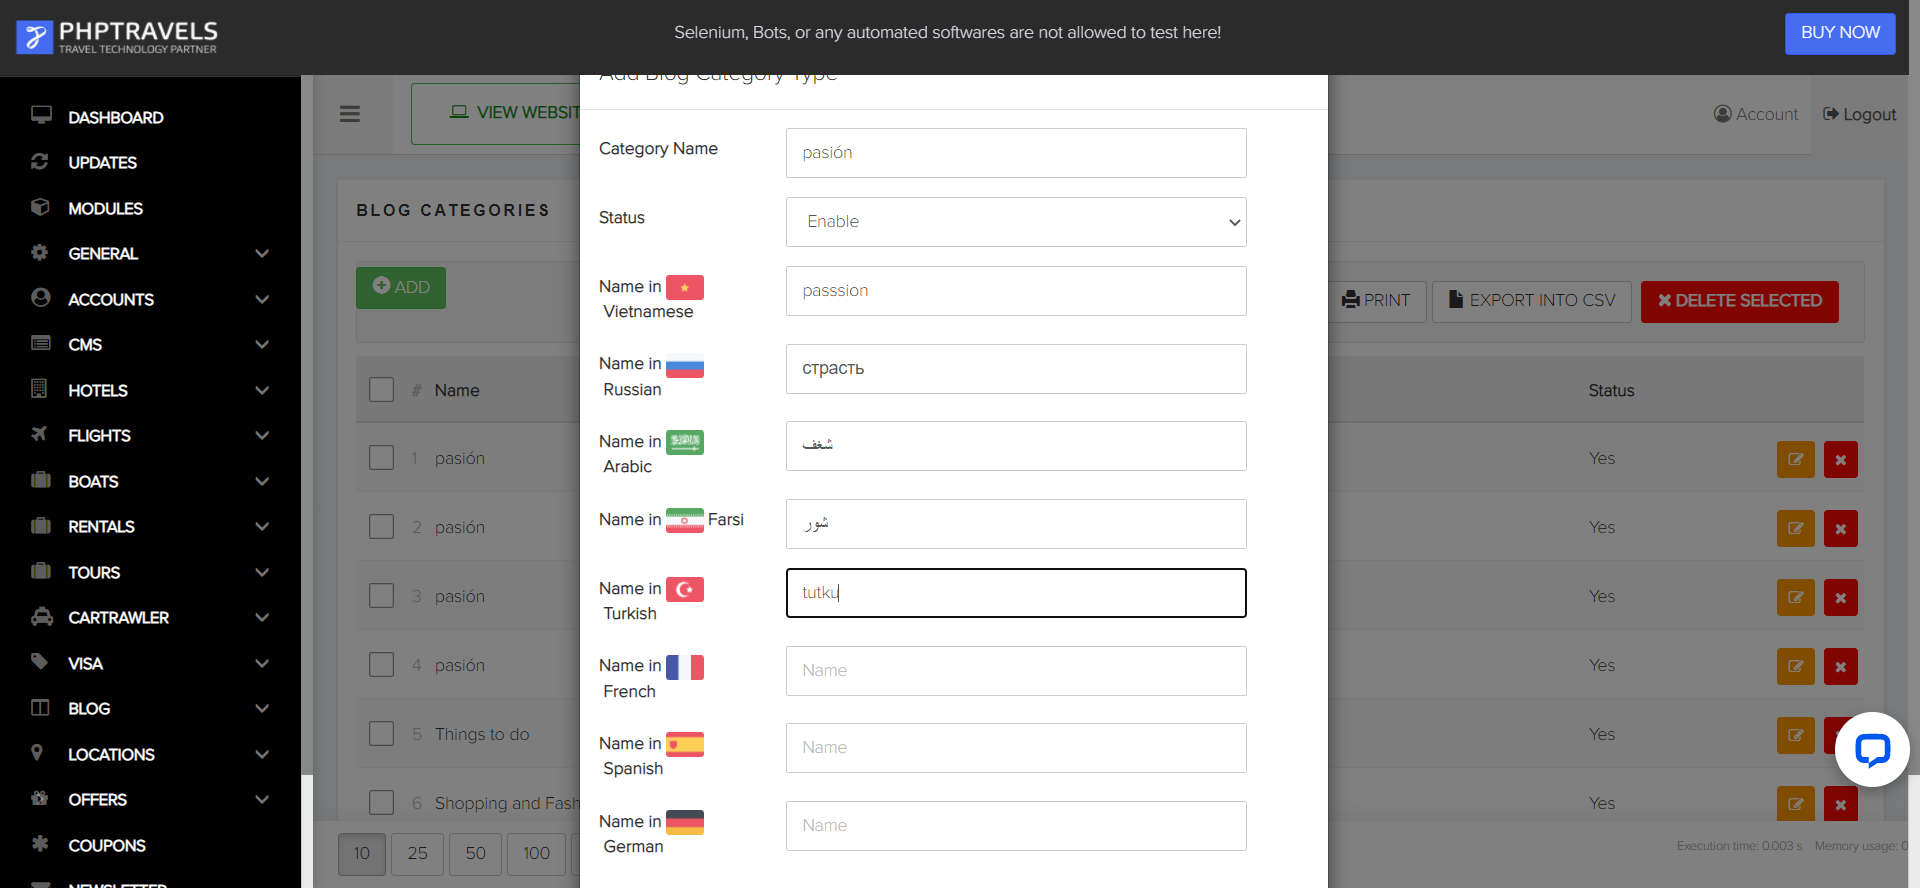 PHPTRAVELS
TRAVEL TECHNOLOGY PARTNER
Selenium, Bots, or any automated softwares are not allowed to test here!
BUY NOW
DASHBOARD
UPDATES
MODULES
GENERAL
ACCOUNTS
CMS
HOTELS
FLIGHTS
BOATS
RENTALS
TOURS
CARTRAWLER
VISA
BLOG
LOCATIONS
OFFERS
COUPONS
NEWSLETTER
VIEW WEBSIT
Account
Logout
BLOG CATEGORIES
ADD
PRINT
EXPORT INTO CSV
DELETE SELECTED
# Name Status
1 pasión Yes
2 pasión Yes
3 pasión Yes
4 pasión Yes
5 Things to do Yes
6 Shopping and Fash Yes
10 25 50 100
Execution time: 0.003 s Memory usage: 0
Add Blog Category Type
Category Name pasión
Status Enable
Name in Vietnamese passsion
Name in Russian страсть
Name in Arabic شغف
Name in Farsi شور
Name in Turkish tutku
Name in French Name
Name in Spanish Name
Name in German Name